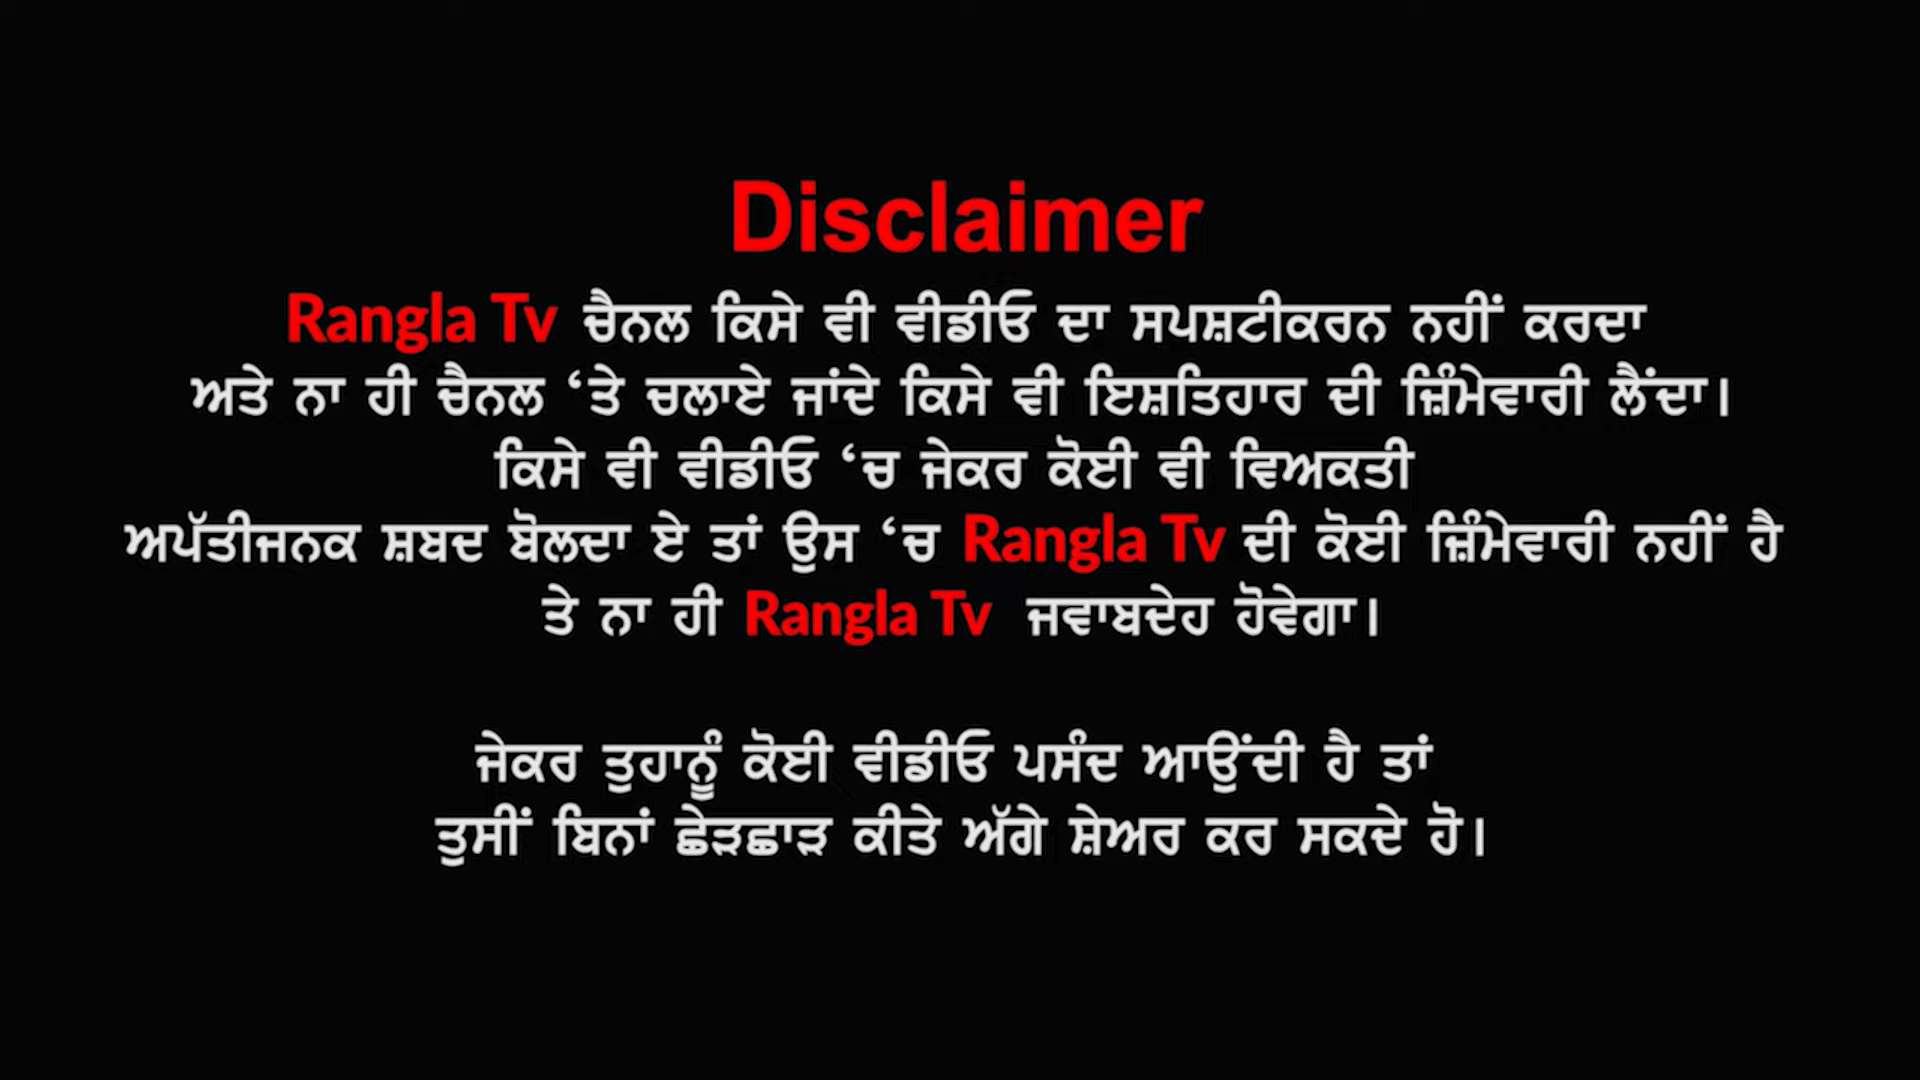 Disclaimer
Rangla Tv ਚੈਨਲ ਕਿਸੇ ਵੀ ਵੀਡੀਓ ਦਾ ਸਪਸ਼ਟੀਕਰਨ ਨਹੀਂ ਕਰਦਾ
ਅਤੇ ਨਾ ਹੀ ਚੈਨਲ ‘ਤੇ ਚਲਾਏ ਜਾਂਦੇ ਕਿਸੇ ਵੀ ਇਸ਼ਤਿਹਾਰ ਦੀ ਜ਼ਿੰਮੇਵਾਰੀ ਲੈਂਦਾ।
ਕਿਸੇ ਵੀ ਵੀਡੀਓ ‘ਚ ਜੇਕਰ ਕੋਈ ਵੀ ਵਿਅਕਤੀ
ਅਪੱਤੀਜਨਕ ਸ਼ਬਦ ਬੋਲਦਾ ਏ ਤਾਂ ਉਸ ‘ਚ Rangla Tv ਦੀ ਕੋਈ ਜ਼ਿੰਮੇਵਾਰੀ ਨਹੀਂ ਹੈ
ਤੇ ਨਾ ਹੀ Rangla Tv ਜਵਾਬਦੇਹ ਹੋਵੇਗਾ।
ਜੇਕਰ ਤੁਹਾਨੂੰ ਕੋਈ ਵੀਡੀਓ ਪਸੰਦ ਆਉਂਦੀ ਹੈ ਤਾਂ
ਤੁਸੀਂ ਬਿਨਾਂ ਛੇੜਛਾੜ ਕੀਤੇ ਅੱਗੇ ਸ਼ੇਅਰ ਕਰ ਸਕਦੇ ਹੋ।